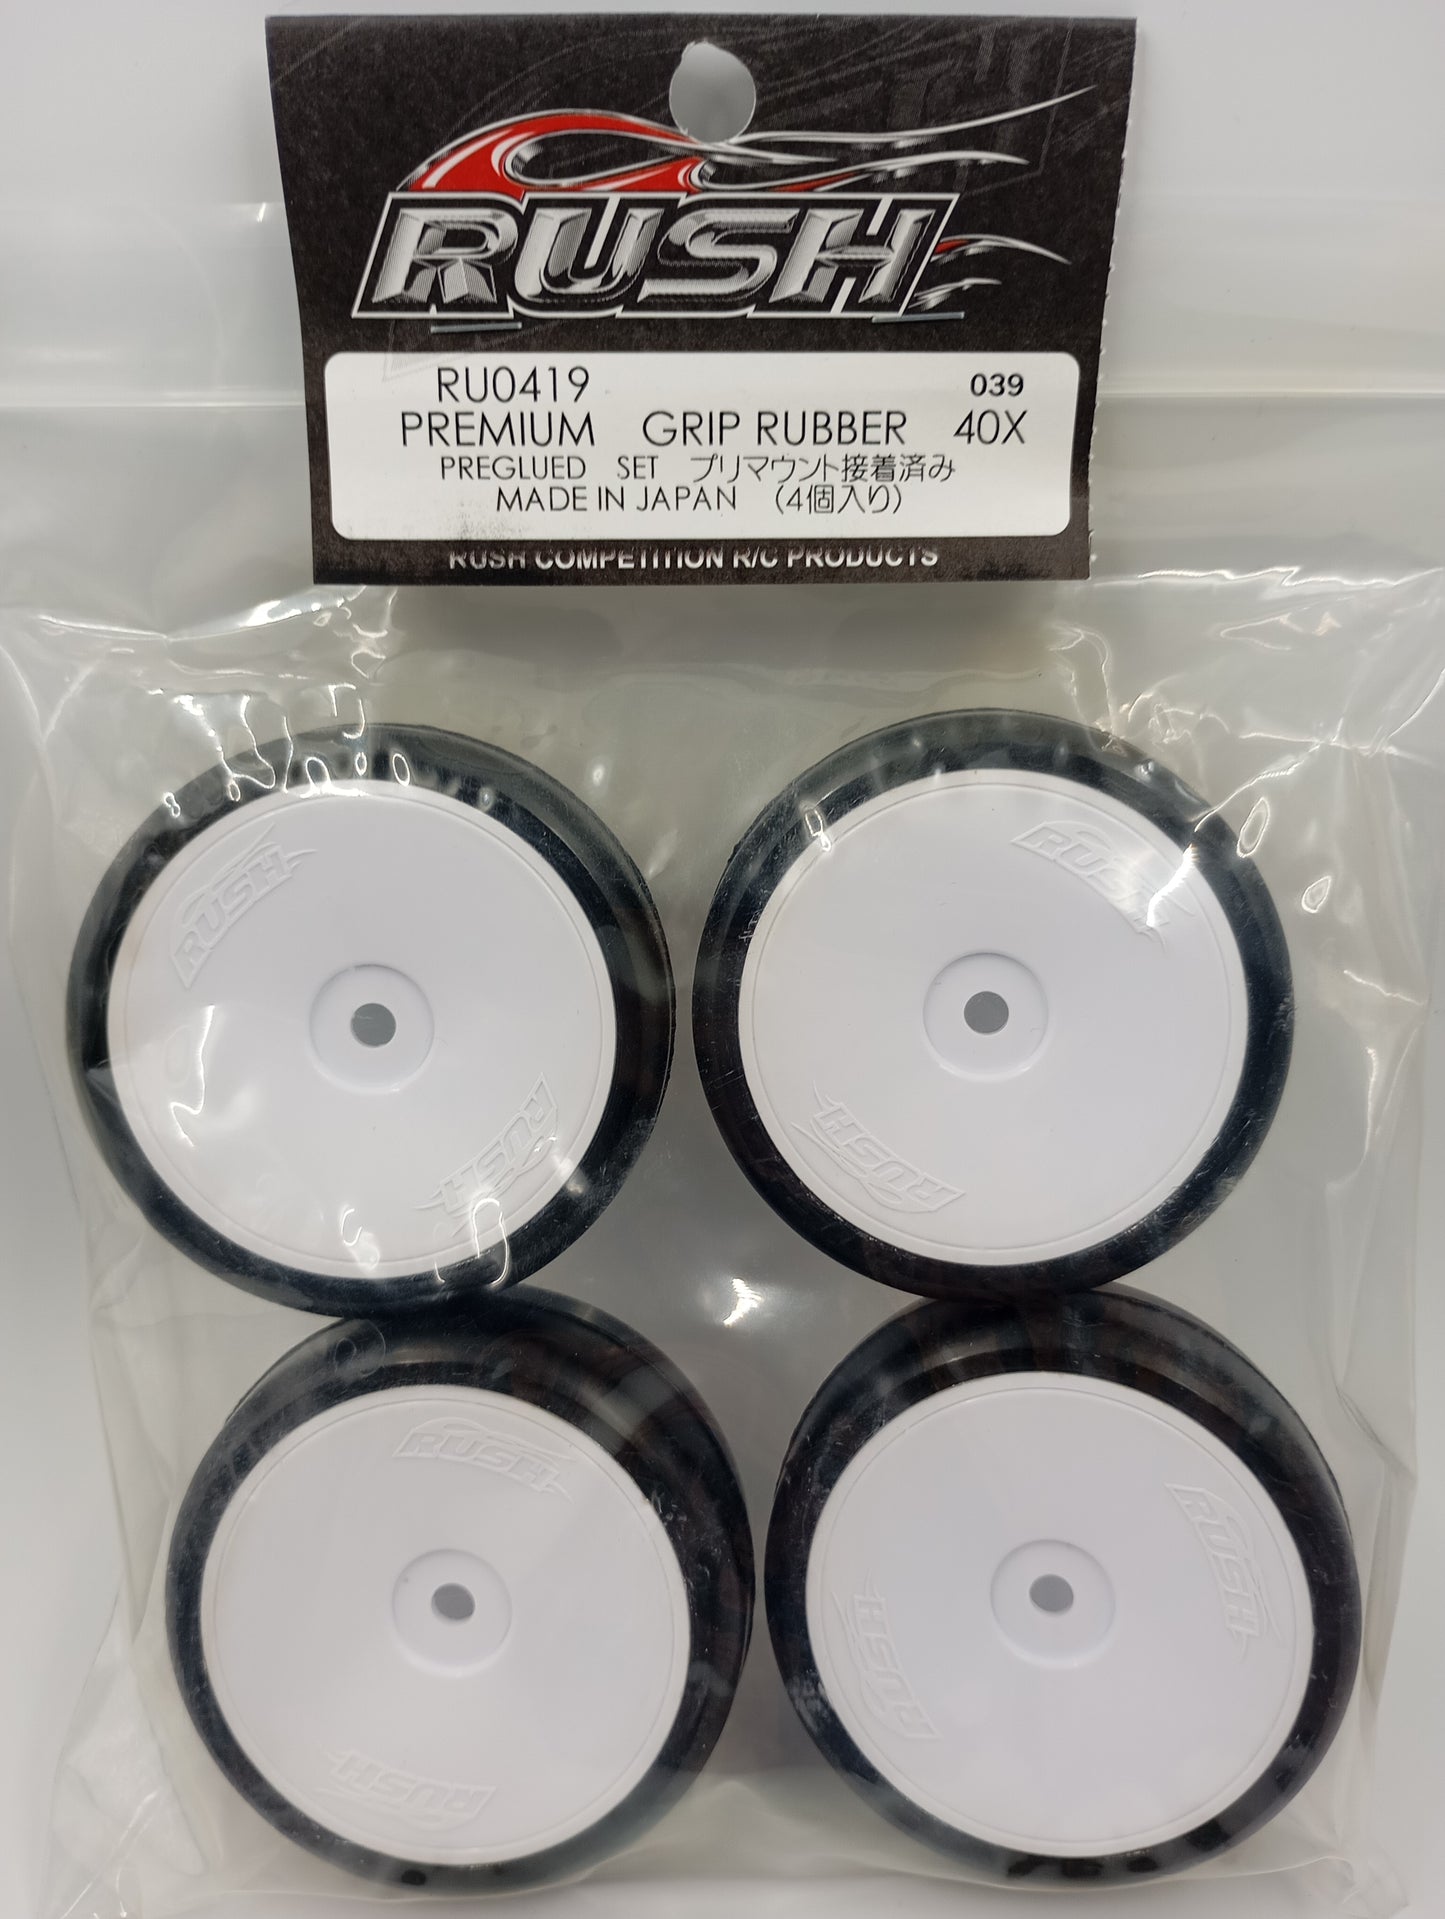 RUSH
RU0419 039
PREMIUM GRIP RUBBER 40X
PREGLUED SET プリマウント接着済み
MADE IN JAPAN (4個入り)
RUSH COMPETITION R/C PRODUCTS
RUSH
RUSH
RUSH
RUSH
RUSH
RUSH
RUSH
RUSH